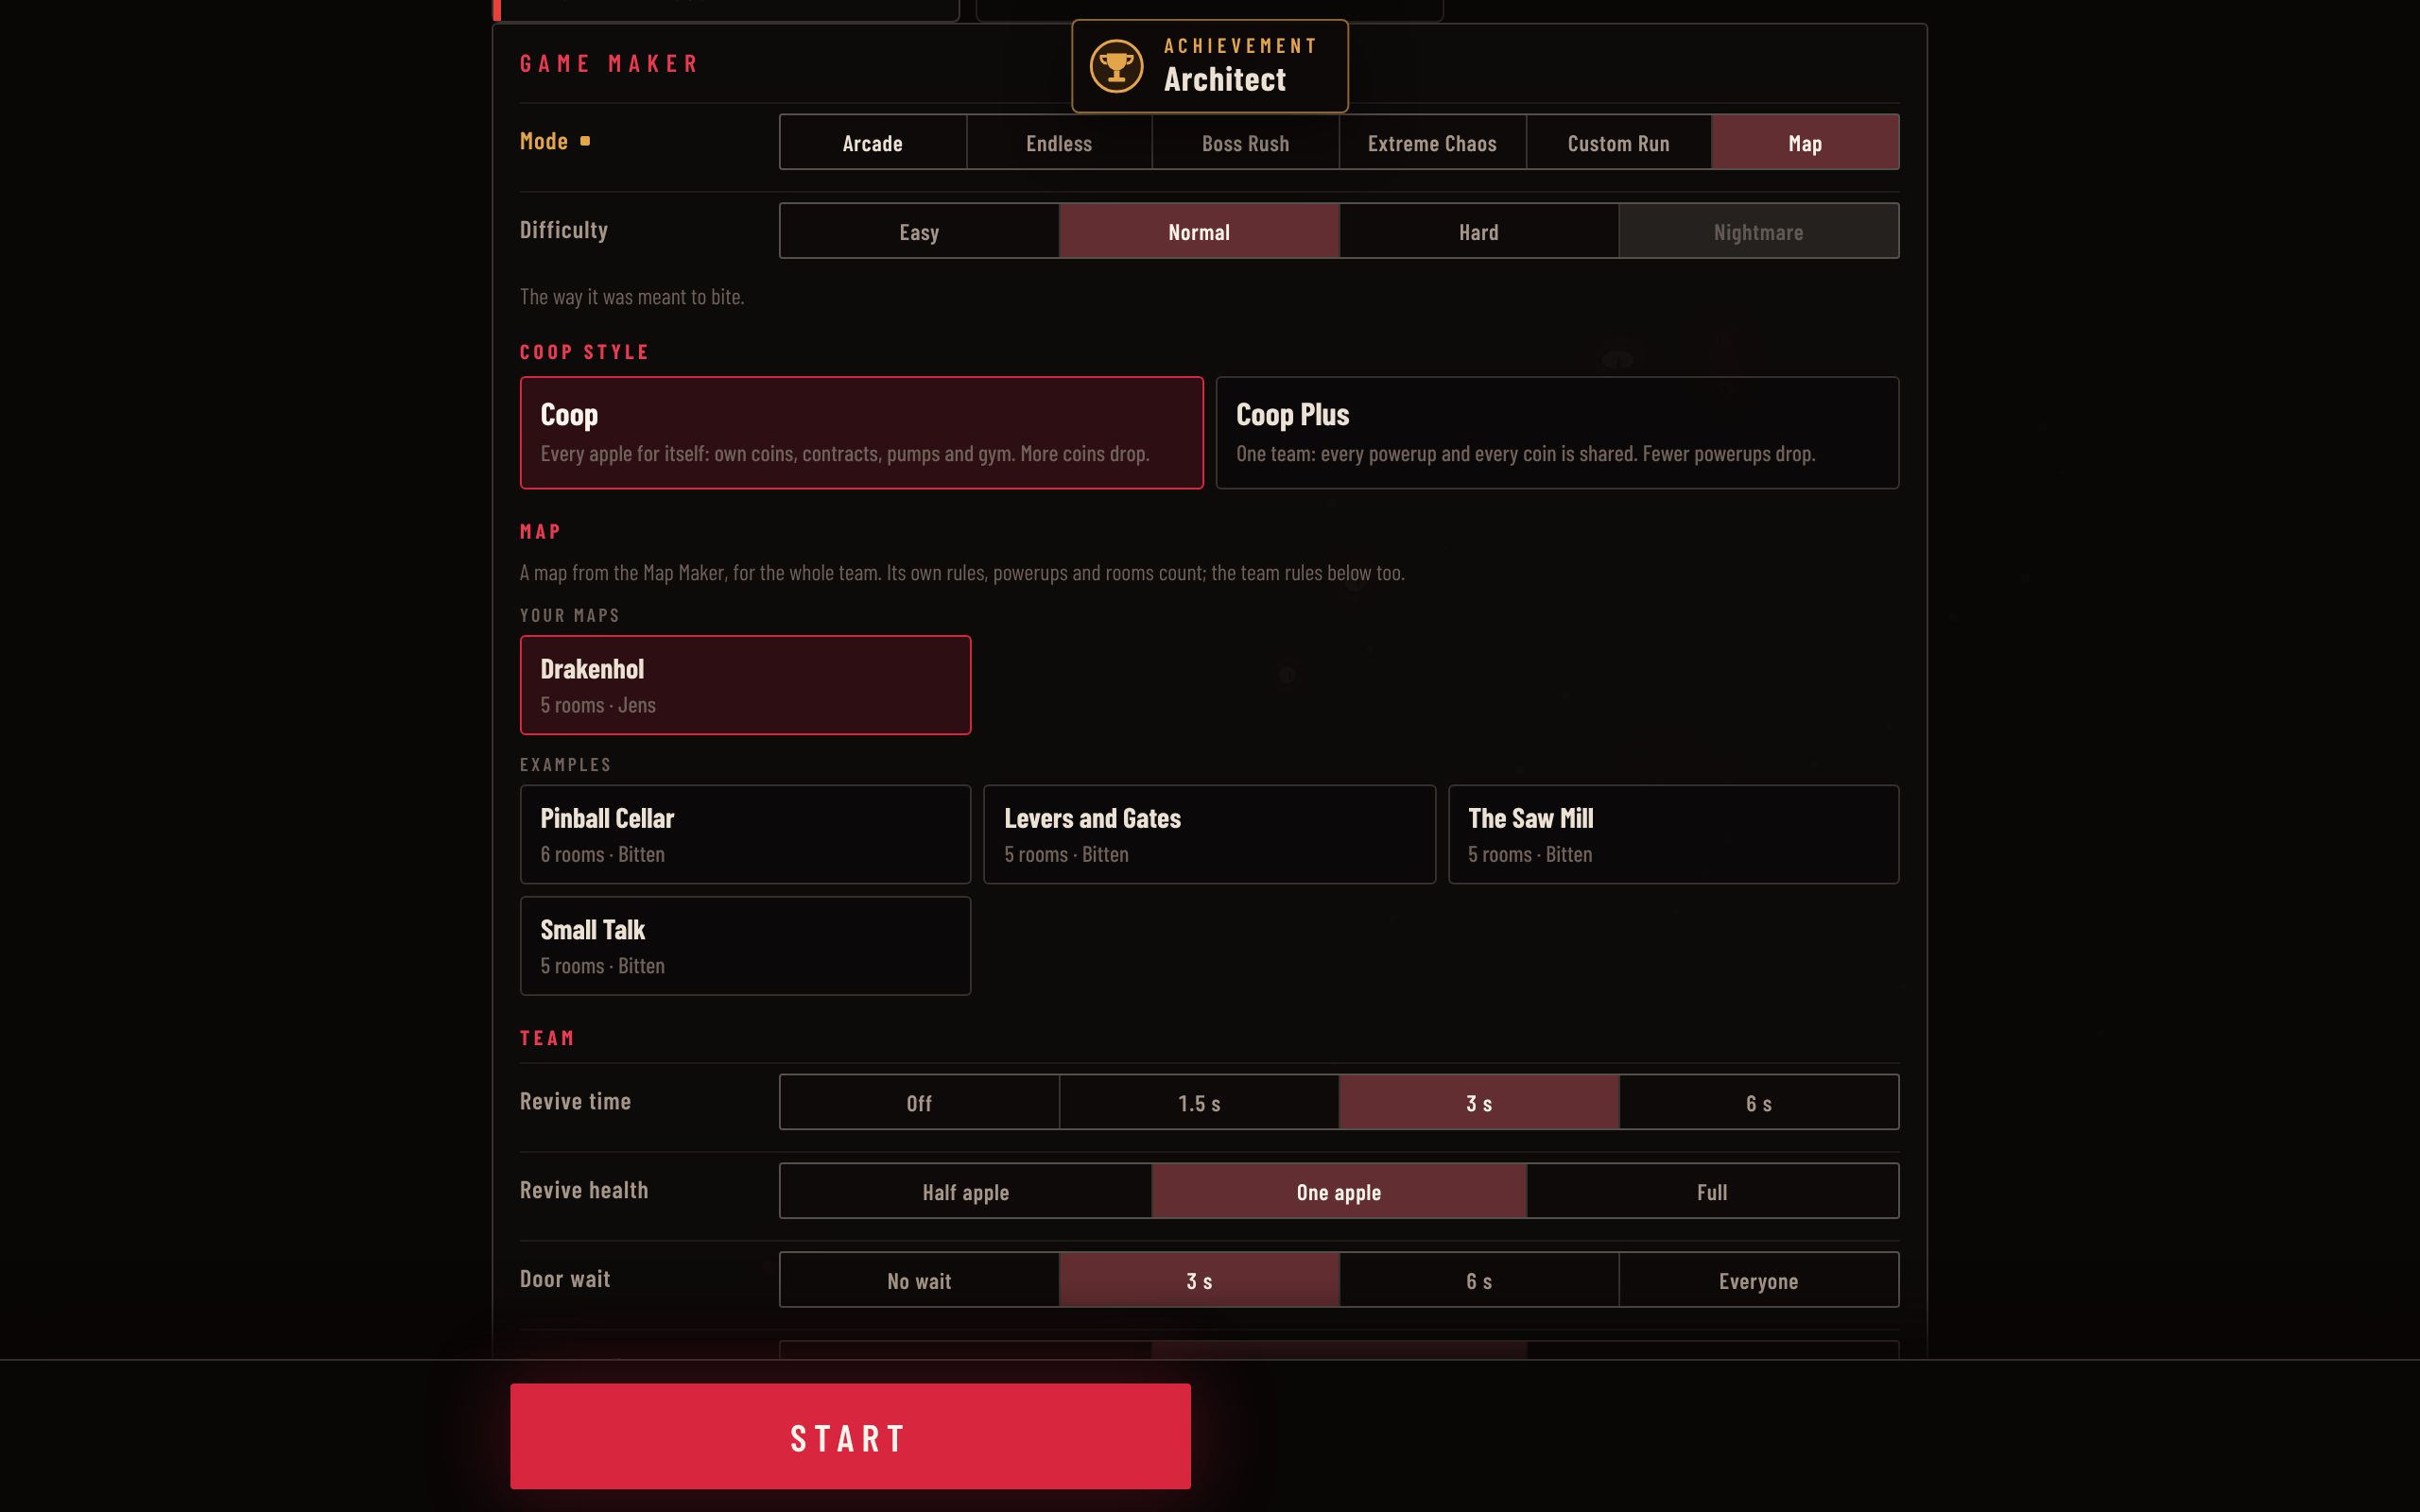 ACHIEVEMENT
Architect
GAME MAKER
Mode
Arcade
Endless
Boss Rush
Extreme Chaos
Custom Run
Map
Difficulty
Easy
Normal
Hard
Nightmare
The way it was meant to bite.
COOP STYLE
Coop
Every apple for itself: own coins, contracts, pumps and gym. More coins drop.
Coop Plus
One team: every powerup and every coin is shared. Fewer powerups drop.
MAP
A map from the Map Maker, for the whole team. Its own rules, powerups and rooms count; the team rules below too.
YOUR MAPS
Drakenhol
5 rooms · Jens
EXAMPLES
Pinball Cellar
6 rooms · Bitten
Levers and Gates
5 rooms · Bitten
The Saw Mill
5 rooms · Bitten
Small Talk
5 rooms · Bitten
TEAM
Revive time
Off
1.5 s
3 s
6 s
Revive health
Half apple
One apple
Full
Door wait
No wait
3 s
6 s
Everyone
START